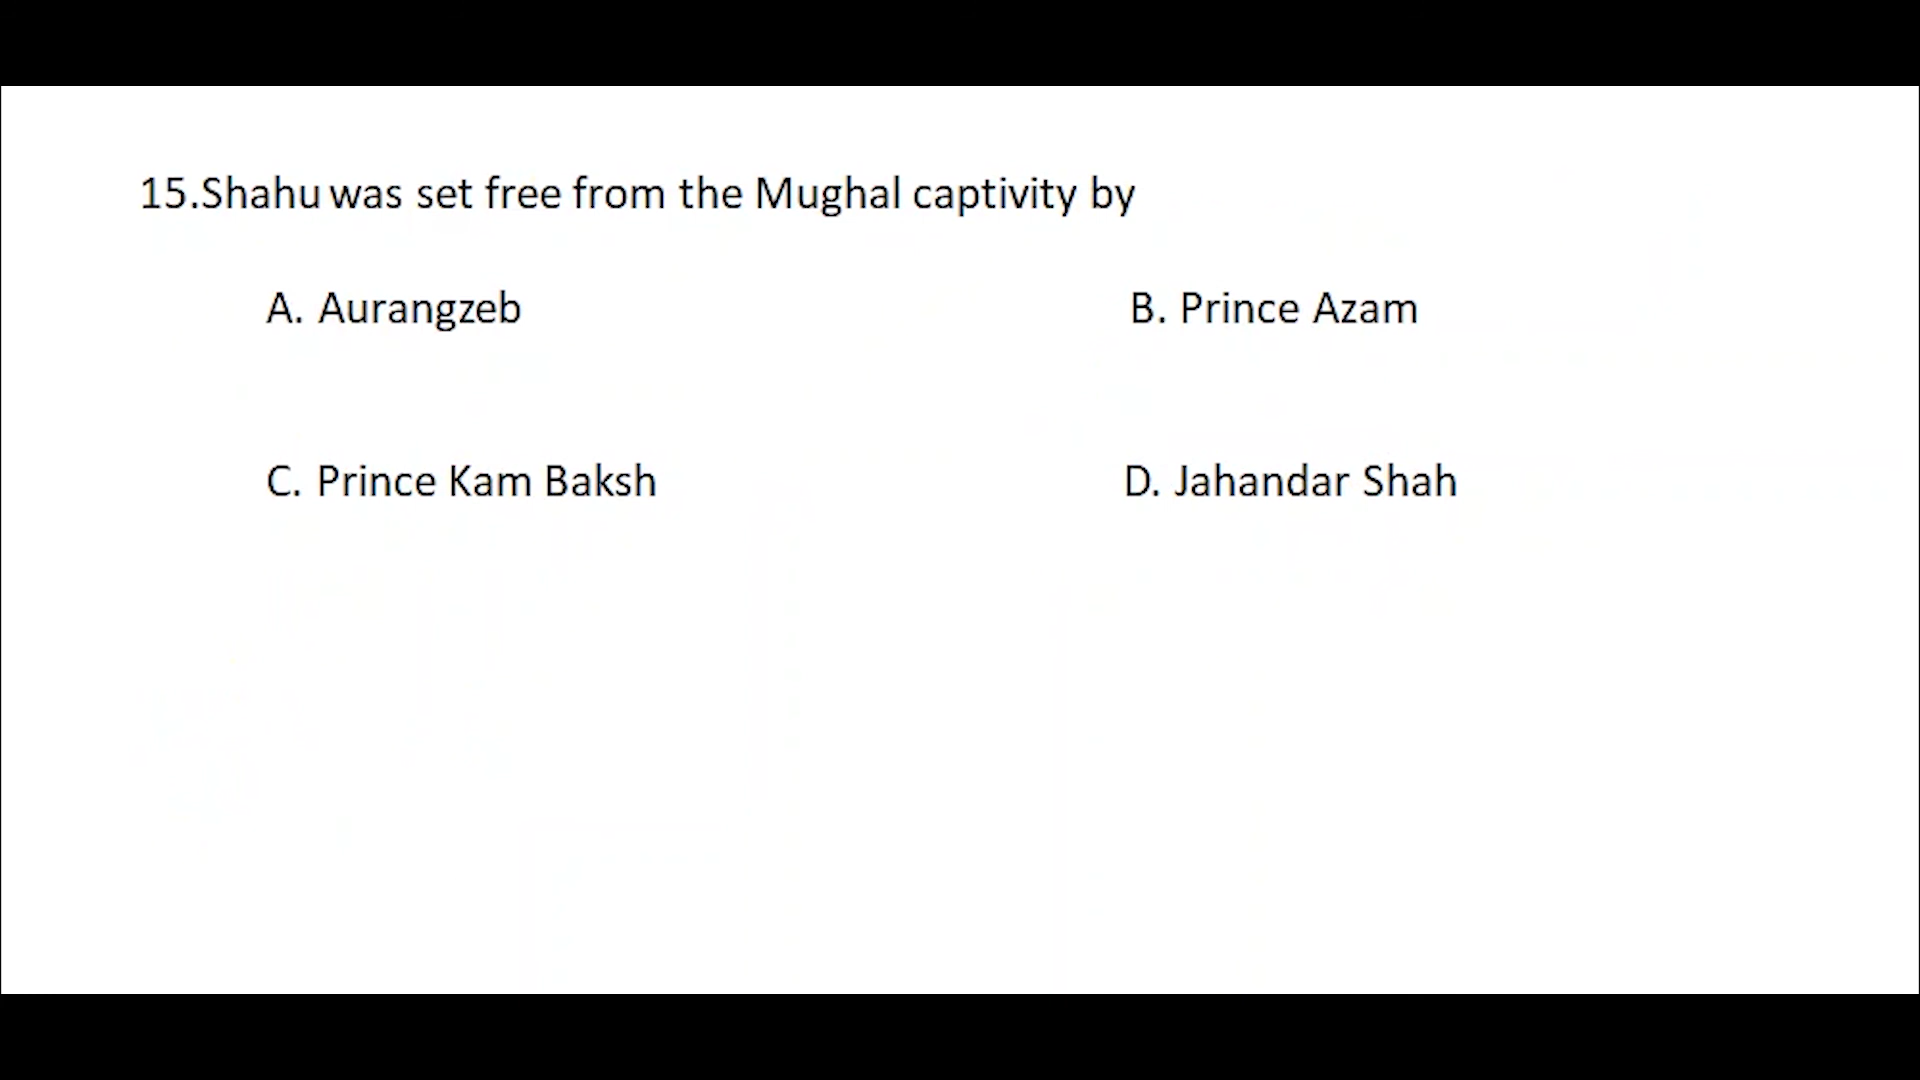 15.Shahu was set free from the Mughal captivity by
A. Aurangzeb B. Prince Azam
C. Prince Kam Baksh D. Jahandar Shah